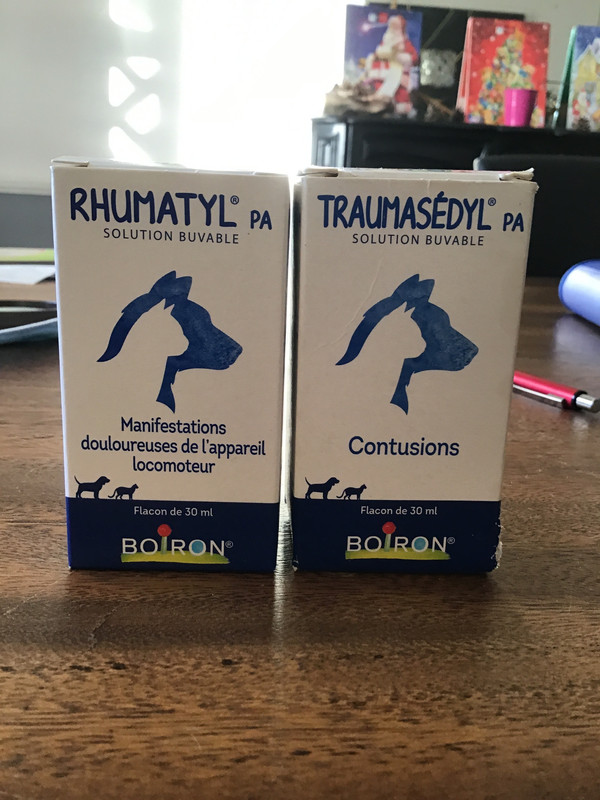 RHUMATYL® PA
SOLUTION BUVABLE
Manifestations
douloureuses de l'appareil
locomoteur
Flacon de 30 ml
BOIRON®
TRAUMASÉDYL® PA
SOLUTION BUVABLE
Contusions
Flacon de 30 ml
BOIRON®